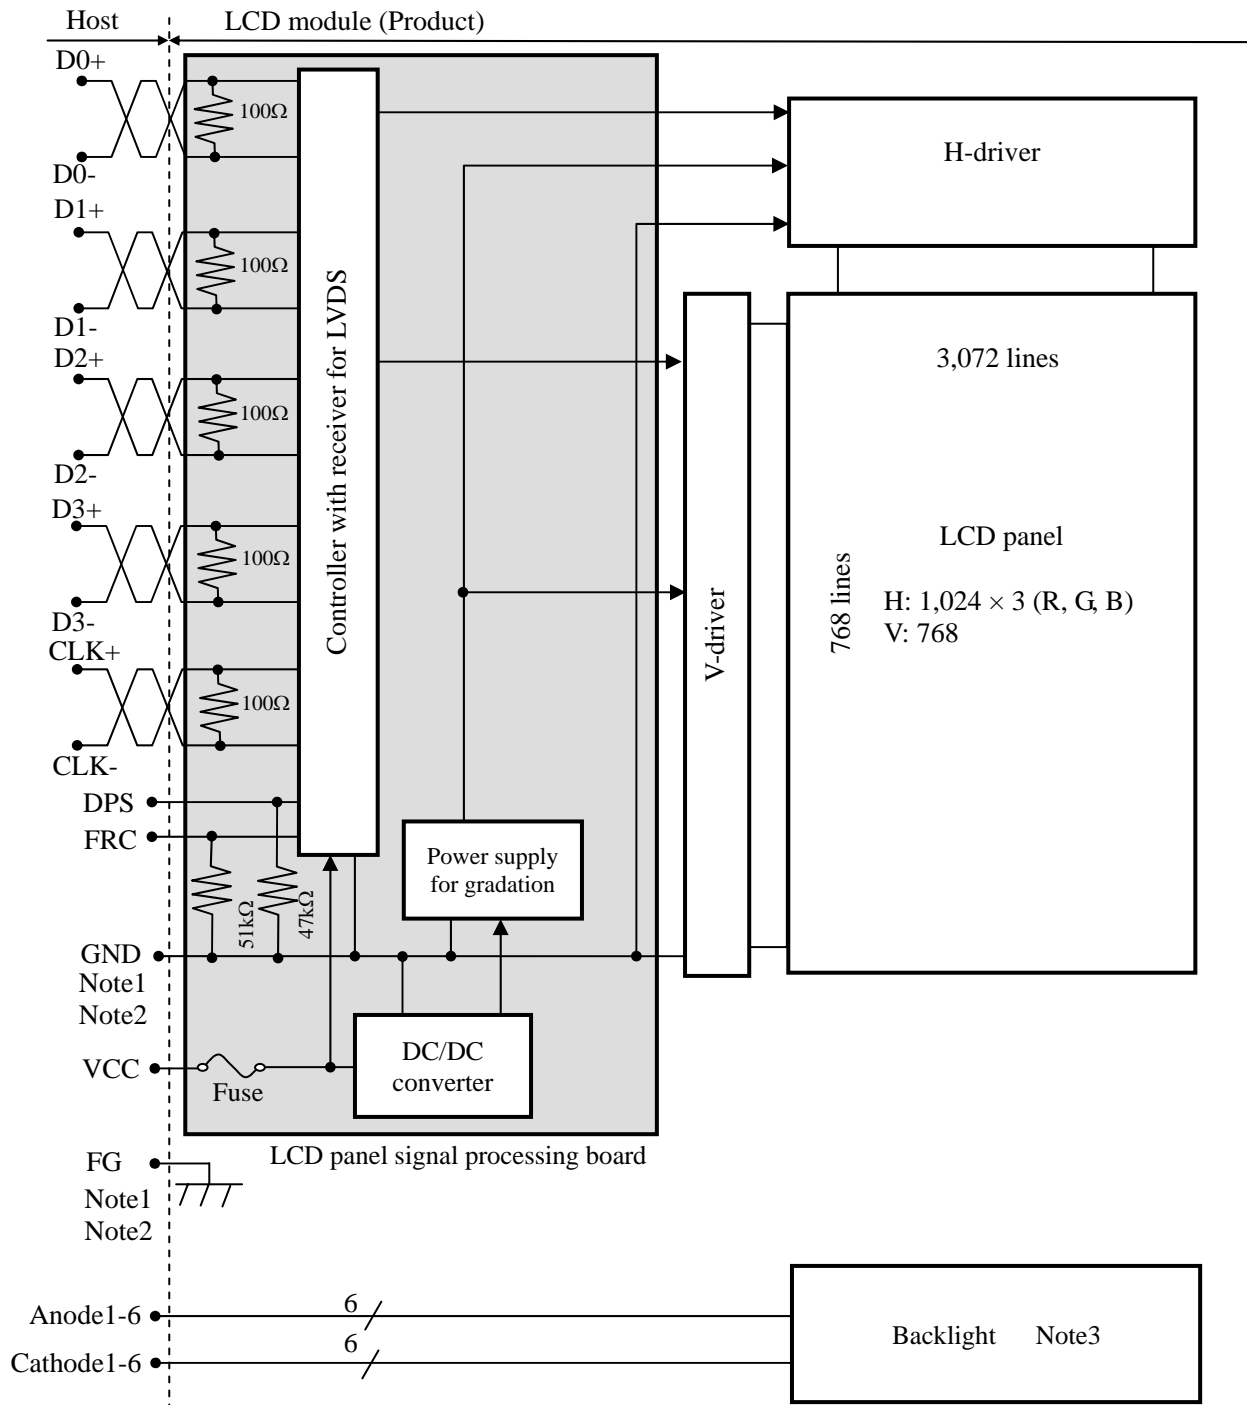 Host
LCD module (Product)
D0+
100Ω
D0-
D1+
100Ω
D1-
D2+
100Ω
D2-
D3+
100Ω
D3-
CLK+
100Ω
CLK-
DPS
FRC
51kΩ
47kΩ
GND
Note1
Note2
VCC
Fuse
Controller with receiver for LVDS
Power supply
for gradation
DC/DC
converter
LCD panel signal processing board
H-driver
V-driver
3,072 lines
768 lines
LCD panel
H: 1,024 × 3 (R, G, B)
V: 768
FG
Note1
Note2
Anode1-6
6
Cathode1-6
6
Backlight Note3